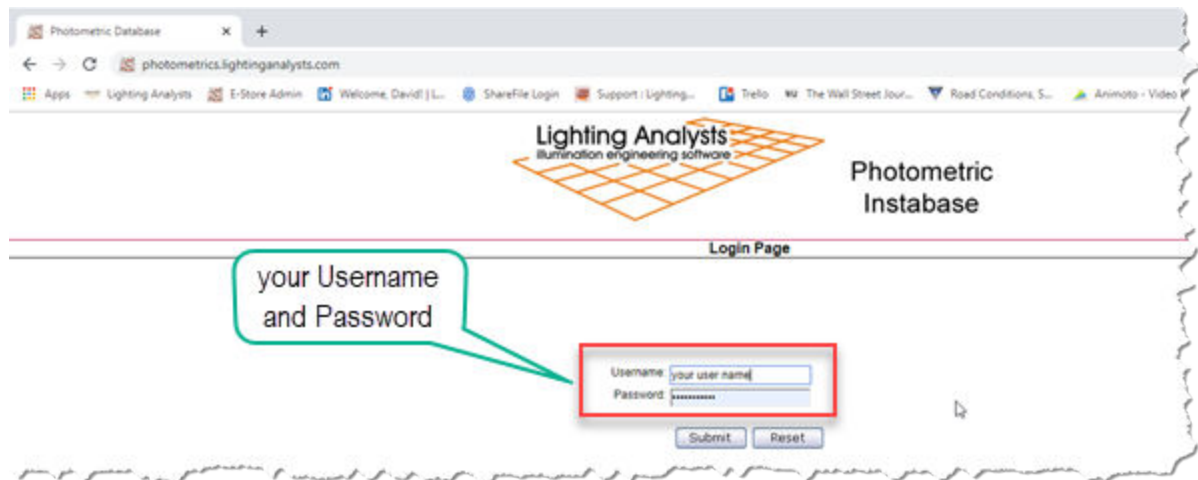 Photometric Database
photometrics.lightinganalysts.com
Apps Lighting Analysts E-Store Admin Welcome, David! | L... ShareFile Login Support : Lighting... Trello The Wall Street Jour... Road Conditions, S... Animoto - Video
Lighting Analysts
illumination engineering software
Photometric
Instabase
Login Page
your Username
and Password
Username: your user name
Password: •••••••••••
Submit Reset